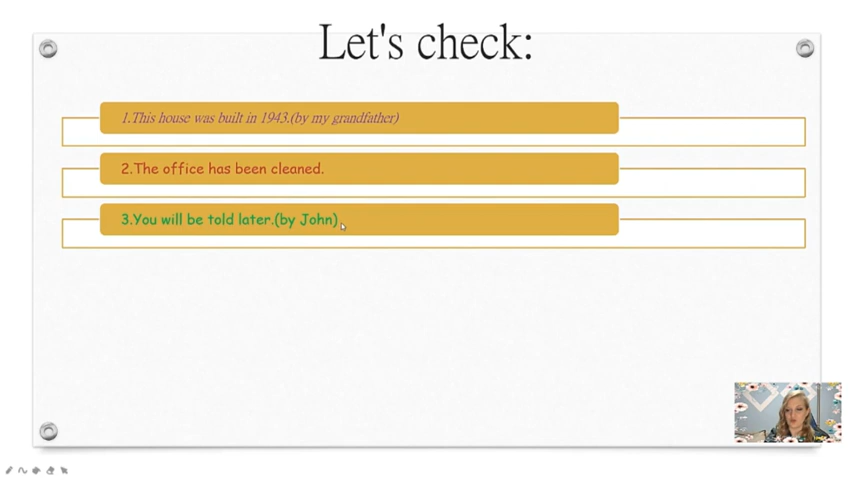 Let's check:
1.This house was built in 1943.(by my grandfather)
2.The office has been cleaned.
3.You will be told later.(by John)